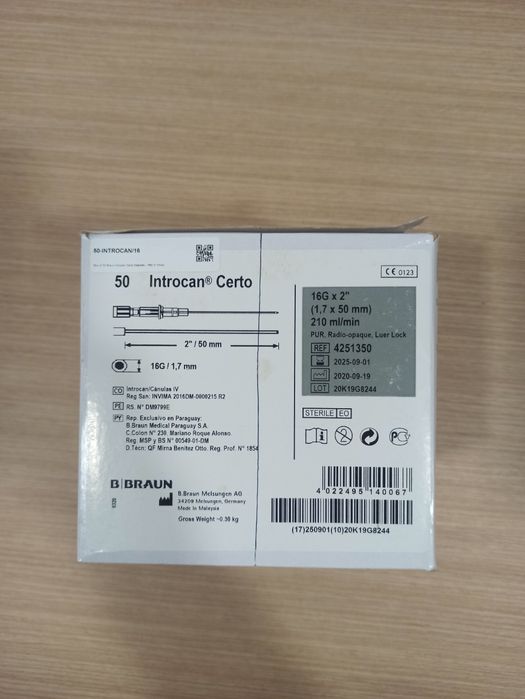 50-INTROCAN/16
50 Introcan® Certo
2" / 50 mm
16G / 1,7 mm
CO Introcan/Cánulas IV
Reg San: INVIMA 2016DM-0000215 R2
PE RS. N° DM9799E
PY Rep. Exclusivo en Paraguay:
B.Braun Medical Paraguay S.A.
C.Colon N° 230. Mariano Roque Alonso.
Reg. MSP y BS N° 00549-01-DM
D.Técn: QF Mirna Benítez Otto. Reg. Prof. N° 1854
B|BRAUN
B.Braun Melsungen AG
34209 Melsungen, Germany
Made in Malaysia
Gross Weight ~0.30 kg
CE 0123
16G x 2"
(1,7 x 50 mm)
210 ml/min
PUR, Radio-opaque, Luer Lock
REF 4251350
2025-09-01
2020-09-19
LOT 20K19G8244
STERILE EO
4 022495 140067
(17)250901(10)20K19G8244